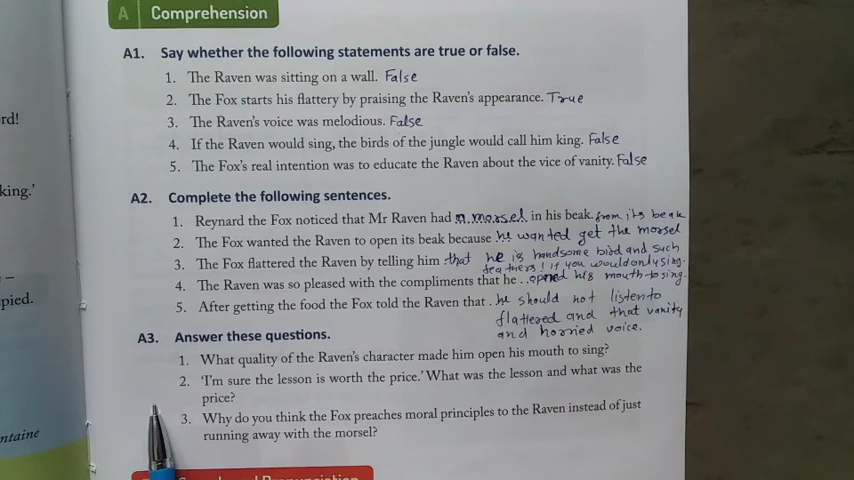 A Comprehension
rd!
king.'
–
pied.
ntaine
A1. Say whether the following statements are true or false.
1. The Raven was sitting on a wall. False
2. The Fox starts his flattery by praising the Raven's appearance. True
3. The Raven's voice was melodious. False
4. If the Raven would sing, the birds of the jungle would call him king. False
5. The Fox's real intention was to educate the Raven about the vice of vanity. False
A2. Complete the following sentences.
1. Reynard the Fox noticed that Mr Raven had a morsel in his beak. from its beak
2. The Fox wanted the Raven to open its beak because he wanted get the morsel
3. The Fox flattered the Raven by telling him that he is handsome bird and such
feathers! if you would only sing.
4. The Raven was so pleased with the compliments that he opned his mouth to sing.
5. After getting the food the Fox told the Raven that he should not listen to
flattered and that vanity
and horried voice.
A3. Answer these questions.
1. What quality of the Raven's character made him open his mouth to sing?
2. 'I'm sure the lesson is worth the price.' What was the lesson and what was the
price?
3. Why do you think the Fox preaches moral principles to the Raven instead of just
running away with the morsel?